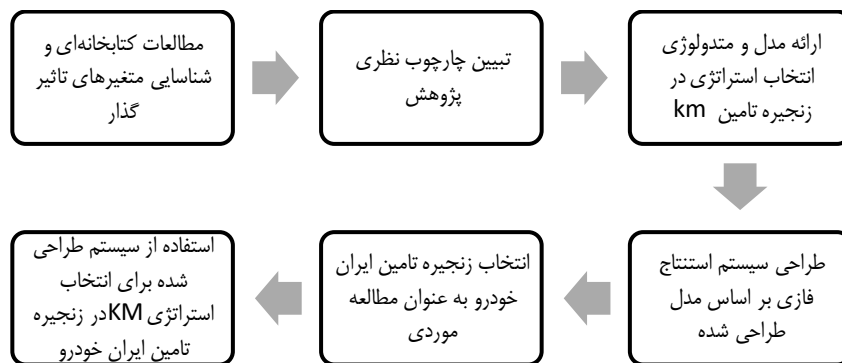 مطالعات کتابخانه‌ای و
شناسایی متغیرهای تاثیر
گذار
تبیین چارچوب نظری
پژوهش
ارائه مدل و متدولوژی
انتخاب استراتژی در
زنجیره تامین km
طراحی سیستم استنتاج
فازی بر اساس مدل
طراحی شده
انتخاب زنجیره تامین ایران
خودرو به عنوان مطالعه
موردی
استفاده از سیستم طراحی
شده برای انتخاب
استراتژی KMدر زنجیره
تامین ایران خودرو